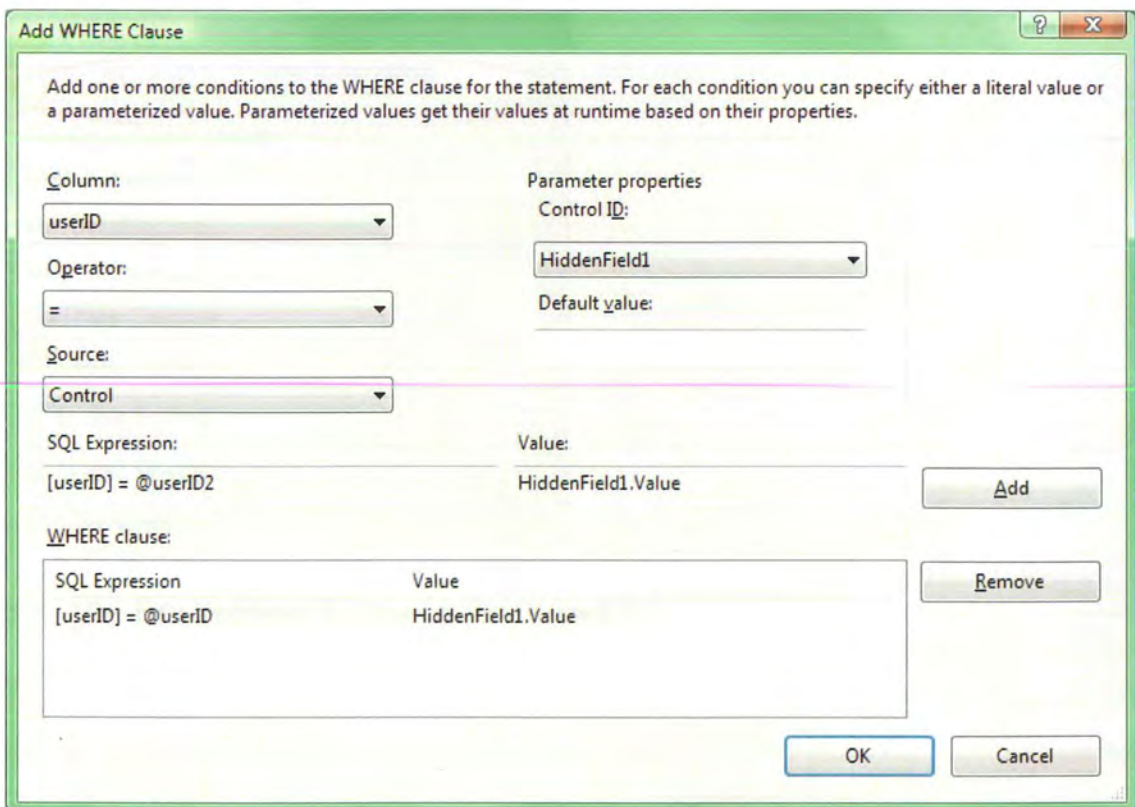 Add WHERE Clause
?
X
Add one or more conditions to the WHERE clause for the statement. For each condition you can specify either a literal value or
a parameterized value. Parameterized values get their values at runtime based on their properties.
Column:
userID
Operator:
=
Source:
Control
Parameter properties
Control ID:
HiddenField1
Default value:
SQL Expression:
Value:
[userID] = @userID2
HiddenField1.Value
Add
WHERE clause:
SQL Expression
Value
[userID] = @userID
HiddenField1.Value
Remove
OK
Cancel